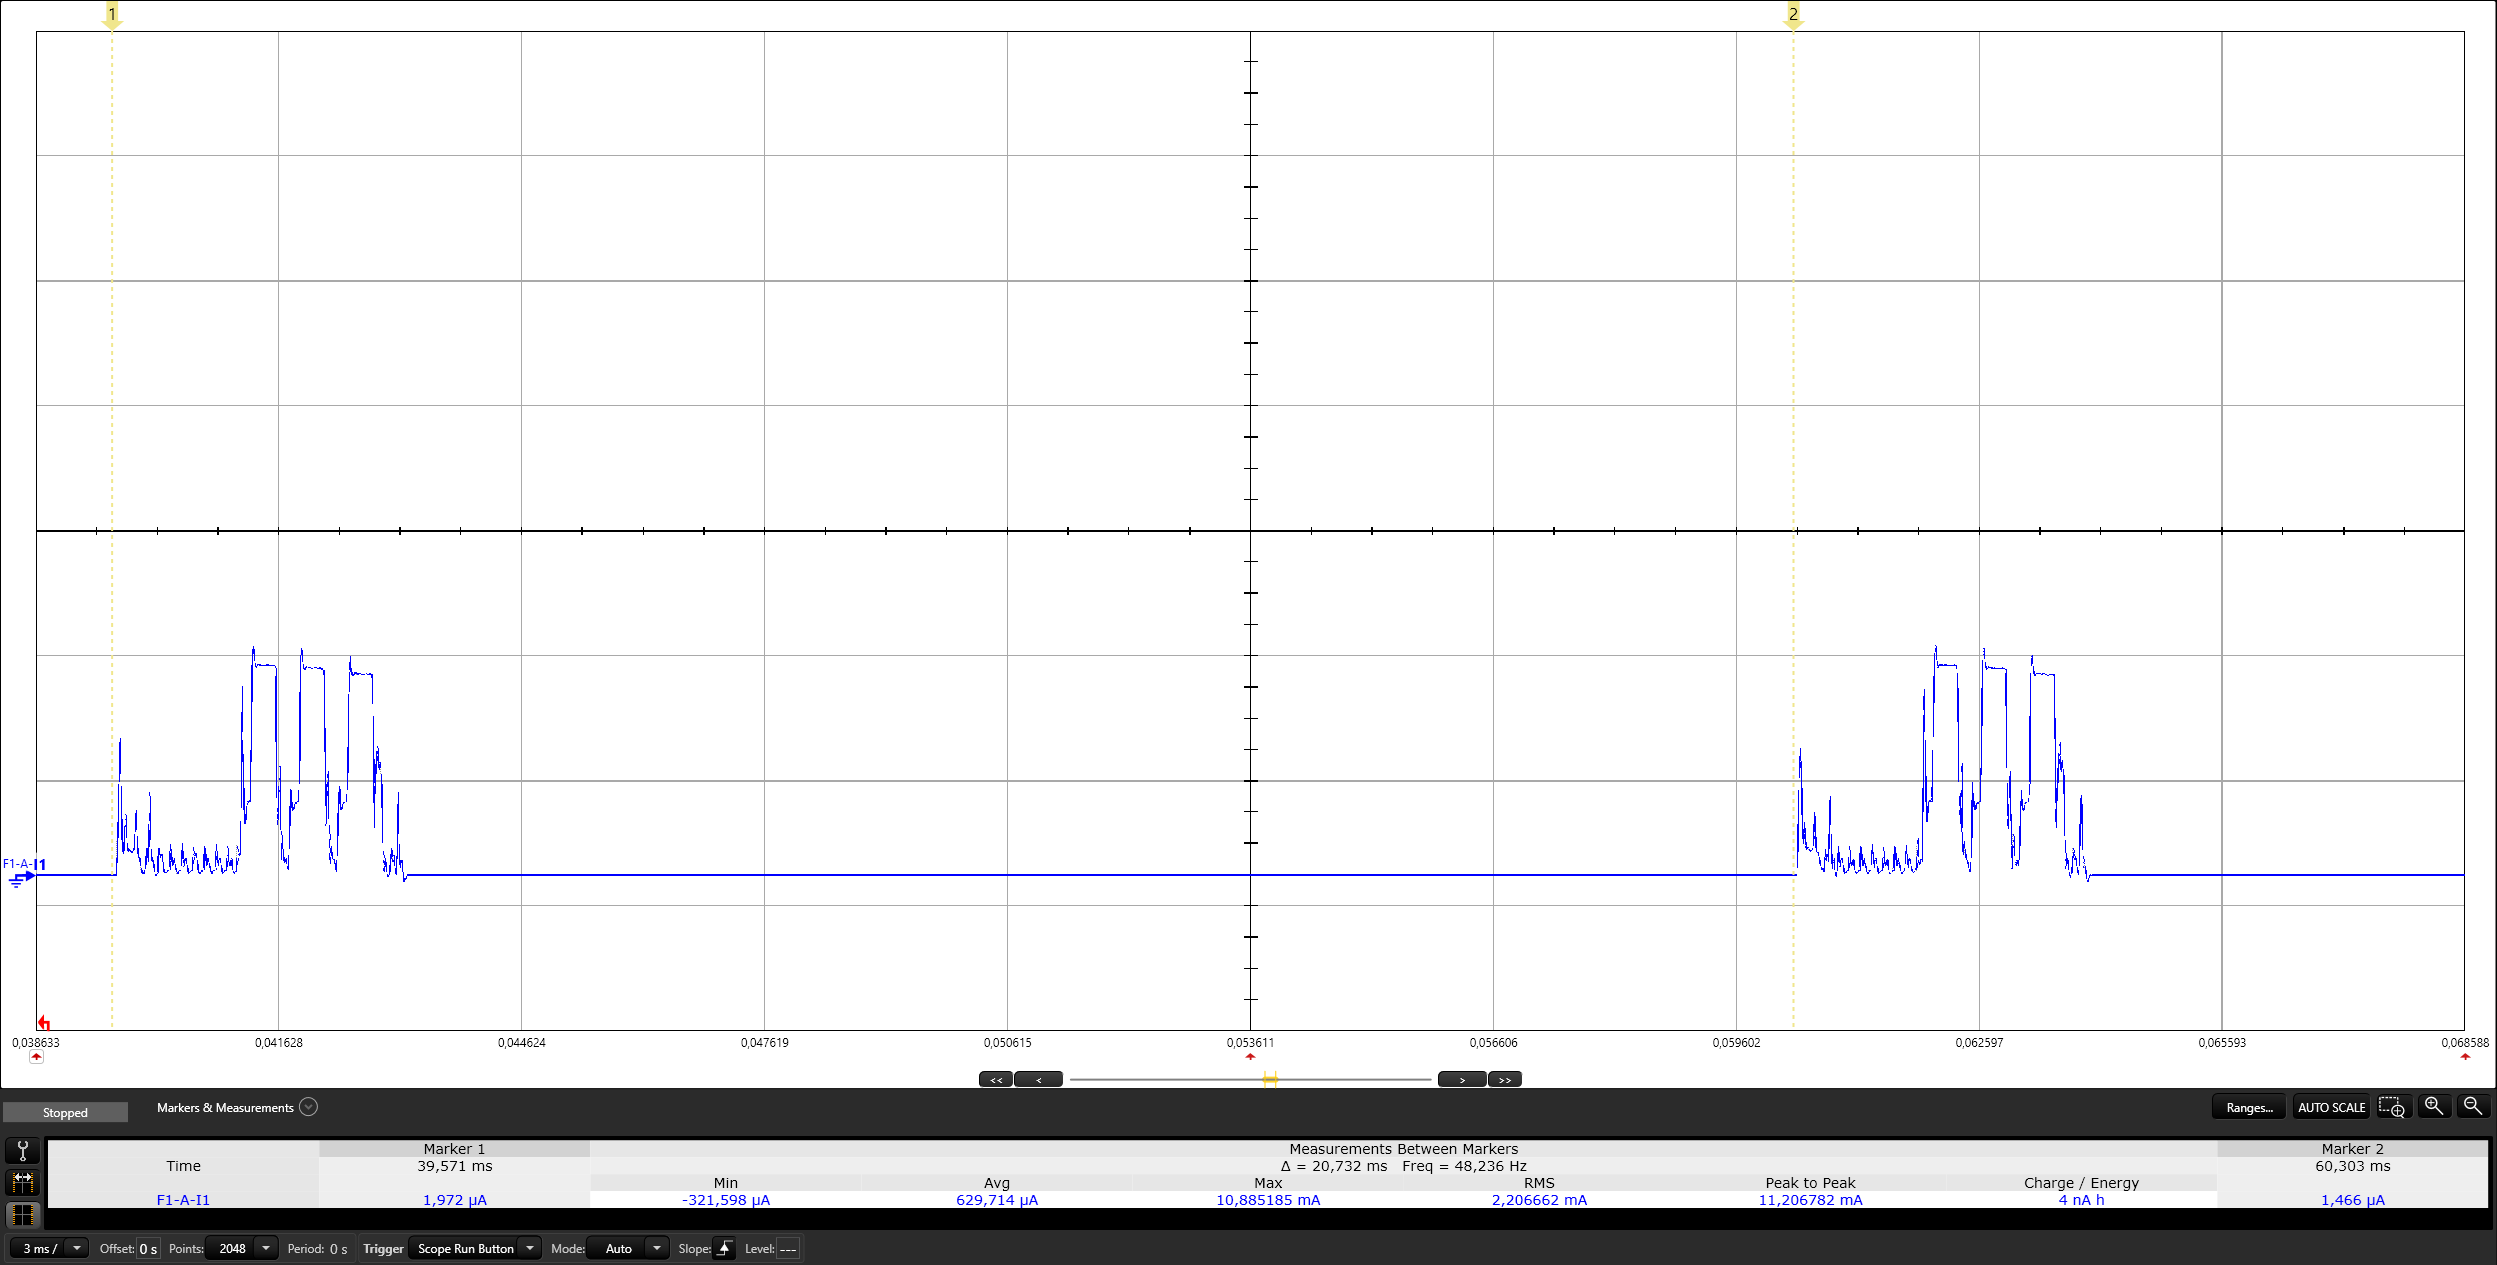 1 2
F1-A-I1
0,038633 0,041628 0,044624 0,047619 0,050615 0,053611 0,056606 0,059602 0,062597 0,065593 0,068588
<< < > >>
Stopped Markers & Measurements Ranges... AUTO SCALE
Marker 1 Measurements Between Markers Marker 2
Time 39,571 ms Δ = 20,732 ms Freq = 48,236 Hz 60,303 ms
Min Avg Max RMS Peak to Peak Charge / Energy
F1-A-I1 1,972 µA -321,598 µA 629,714 µA 10,885185 mA 2,206662 mA 11,206782 mA 4 nA h 1,466 µA
3 ms / Offset: 0 s Points: 2048 Period: 0 s Trigger Scope Run Button Mode: Auto Slope: Level: ---